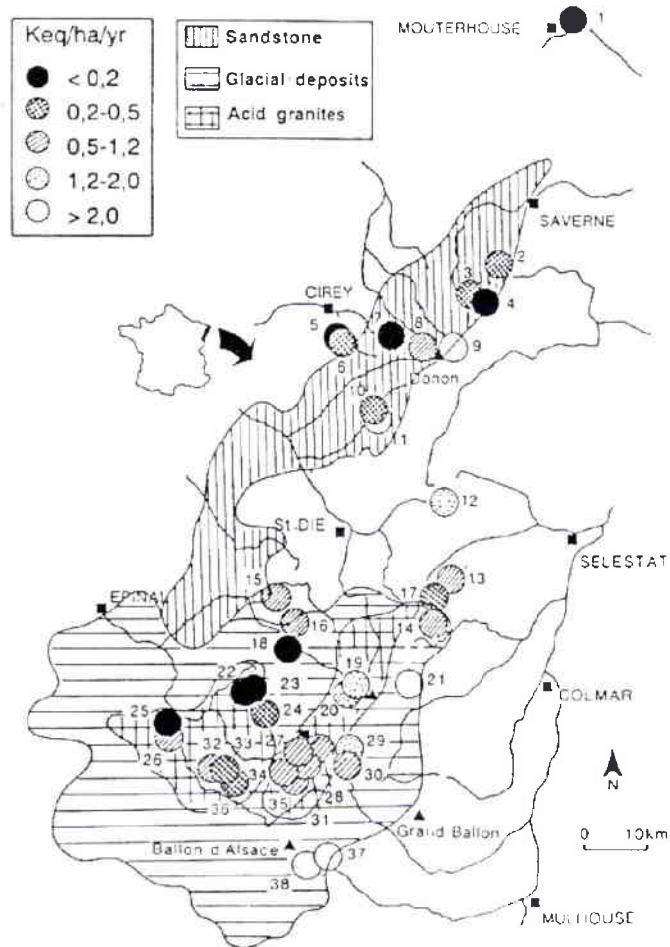 Keq/ha/yr
< 0,2
0,2-0,5
0,5-1,2
1,2-2,0
> 2,0
Sandstone
Glacial deposits
Acid granites
MOUTERHOUSE
1
SAVERNE
2
3
4
CIREY
5
6
7
8
9
Donon
10
11
12
St-DIE
SELESTAT
13
15
17
EPINAL
16
14
18
19
22
23
21
COLMAR
20
24
25
29
32
33
27
26
34
30
28
36
35
31
N
Grand Ballon
0 10km
Ballon d'Alsace
37
38
MULHOUSE